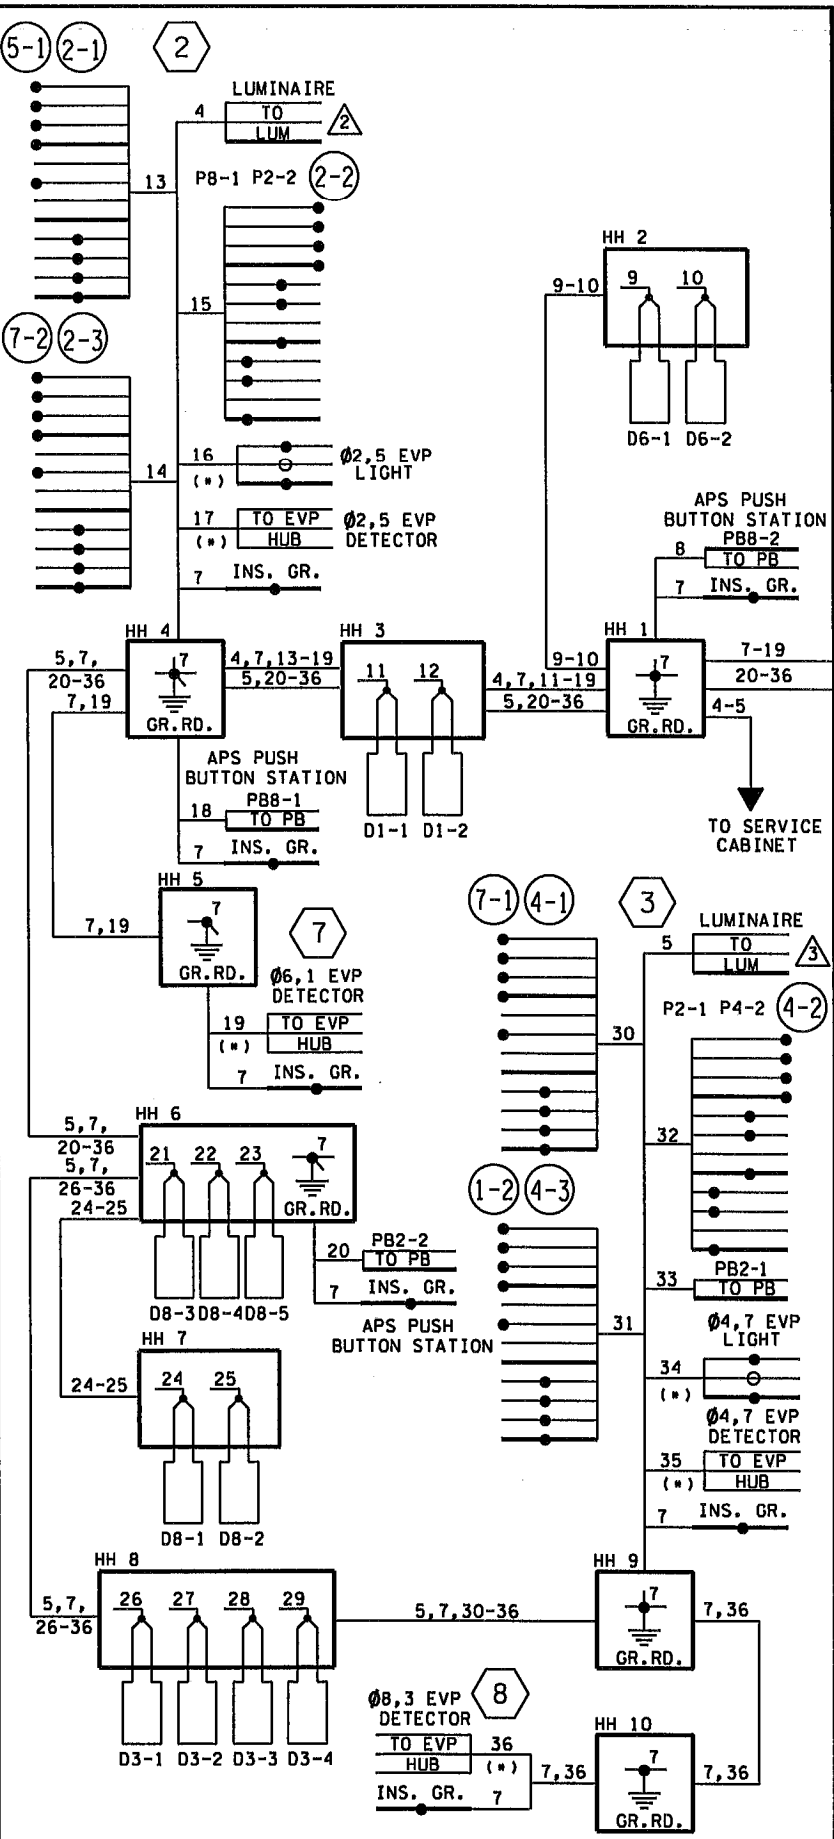 5-1 2-1 2
LUMINAIRE
4 TO
LUM 2
13 P8-1 P2-2 2-2
15
7-2 2-3
14
16 Ø2,5 EVP
(*) LIGHT
17 TO EVP Ø2,5 EVP
(*) HUB DETECTOR
7 INS. GR.
HH 2
9-10 9 10
D6-1 D6-2
APS PUSH
BUTTON STATION
8 PB8-2
TO PB
7 INS. GR.
HH 4 HH 3 HH 1
5,7,
20-36
7,19
7
GR.RD.
4,7,13-19
5,20-36
11 12
D1-1 D1-2
9-10
4,7,11-19
5,20-36
7
GR.RD.
7-19
20-36
4-5
TO SERVICE
CABINET
APS PUSH
BUTTON STATION
PB8-1
18 TO PB
7 INS. GR.
HH 5
7,19 7
GR.RD.
7
Ø6,1 EVP
DETECTOR
19 TO EVP
(*) HUB
7 INS. GR.
7-1 4-1 3
LUMINAIRE
5 TO
LUM 3
30 P2-1 P4-2 4-2
32
1-2 4-3
31
PB2-1
33 TO PB
Ø4,7 EVP
LIGHT
34
(*)
Ø4,7 EVP
DETECTOR
35 TO EVP
(*) HUB
7 INS. GR.
HH 6
5,7,
20-36
5,7,
26-36
24-25
21 22 23 7
GR.RD.
D8-3 D8-4 D8-5
PB2-2
20 TO PB
7 INS. GR.
APS PUSH
BUTTON STATION
HH 7
24-25 24 25
D8-1 D8-2
HH 8
5,7,
26-36
26 27 28 29
D3-1 D3-2 D3-3 D3-4
5,7,30-36
HH 9
7
GR.RD.
7,36
Ø8,3 EVP
DETECTOR
8
TO EVP 36
HUB (*)
INS. GR. 7
7,36
HH 10
7
GR.RD.
7,36